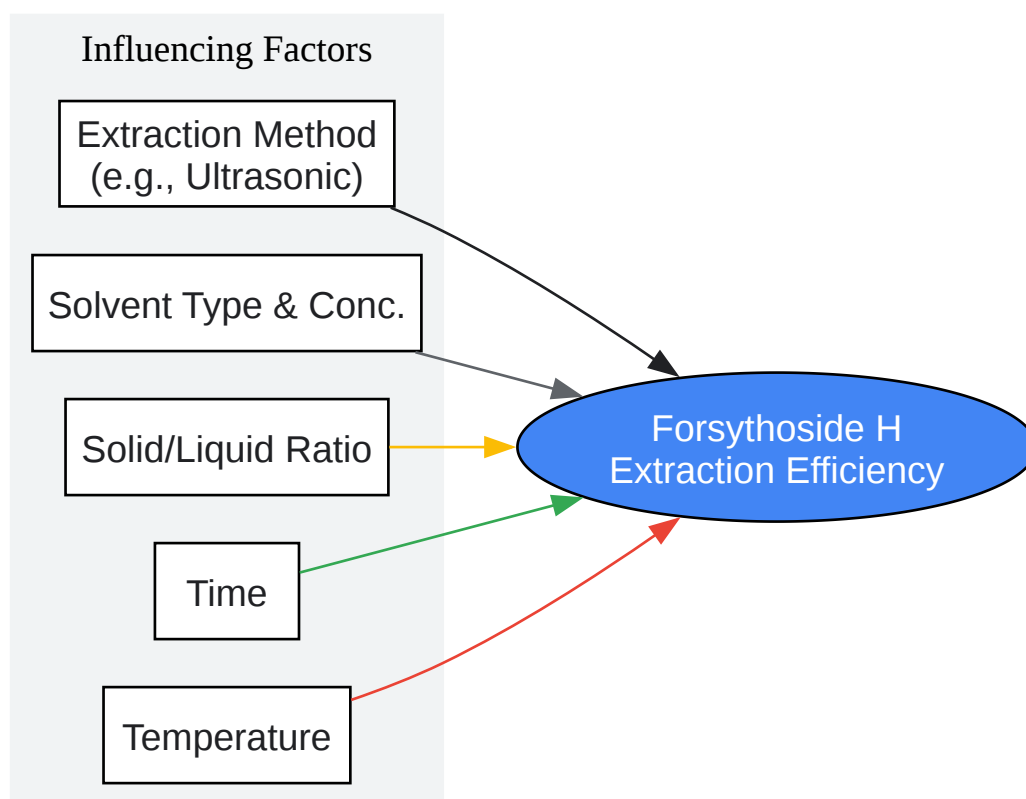 Influencing Factors
Extraction Method
(e.g., Ultrasonic)
Solvent Type & Conc.
Solid/Liquid Ratio
Time
Temperature
Forsythoside H
Extraction Efficiency